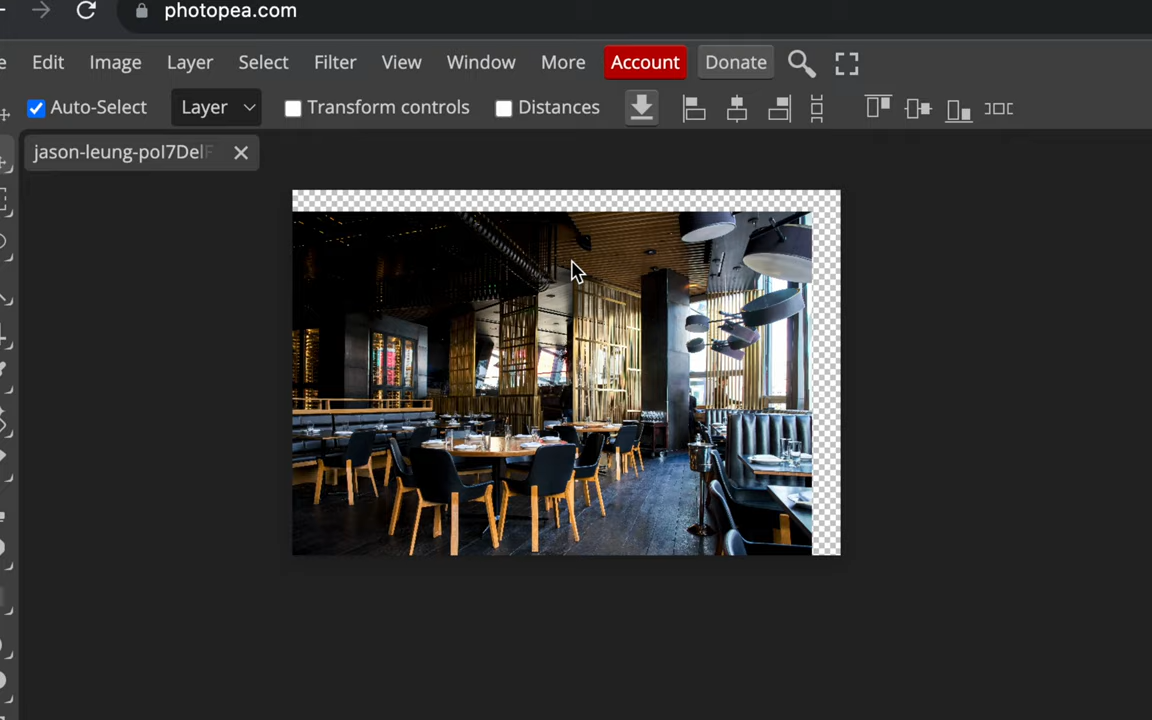 photopea.com
e Edit Image Layer Select Filter View Window More Account Donate
Auto-Select Layer Transform controls Distances
jason-leung-poI7DelF